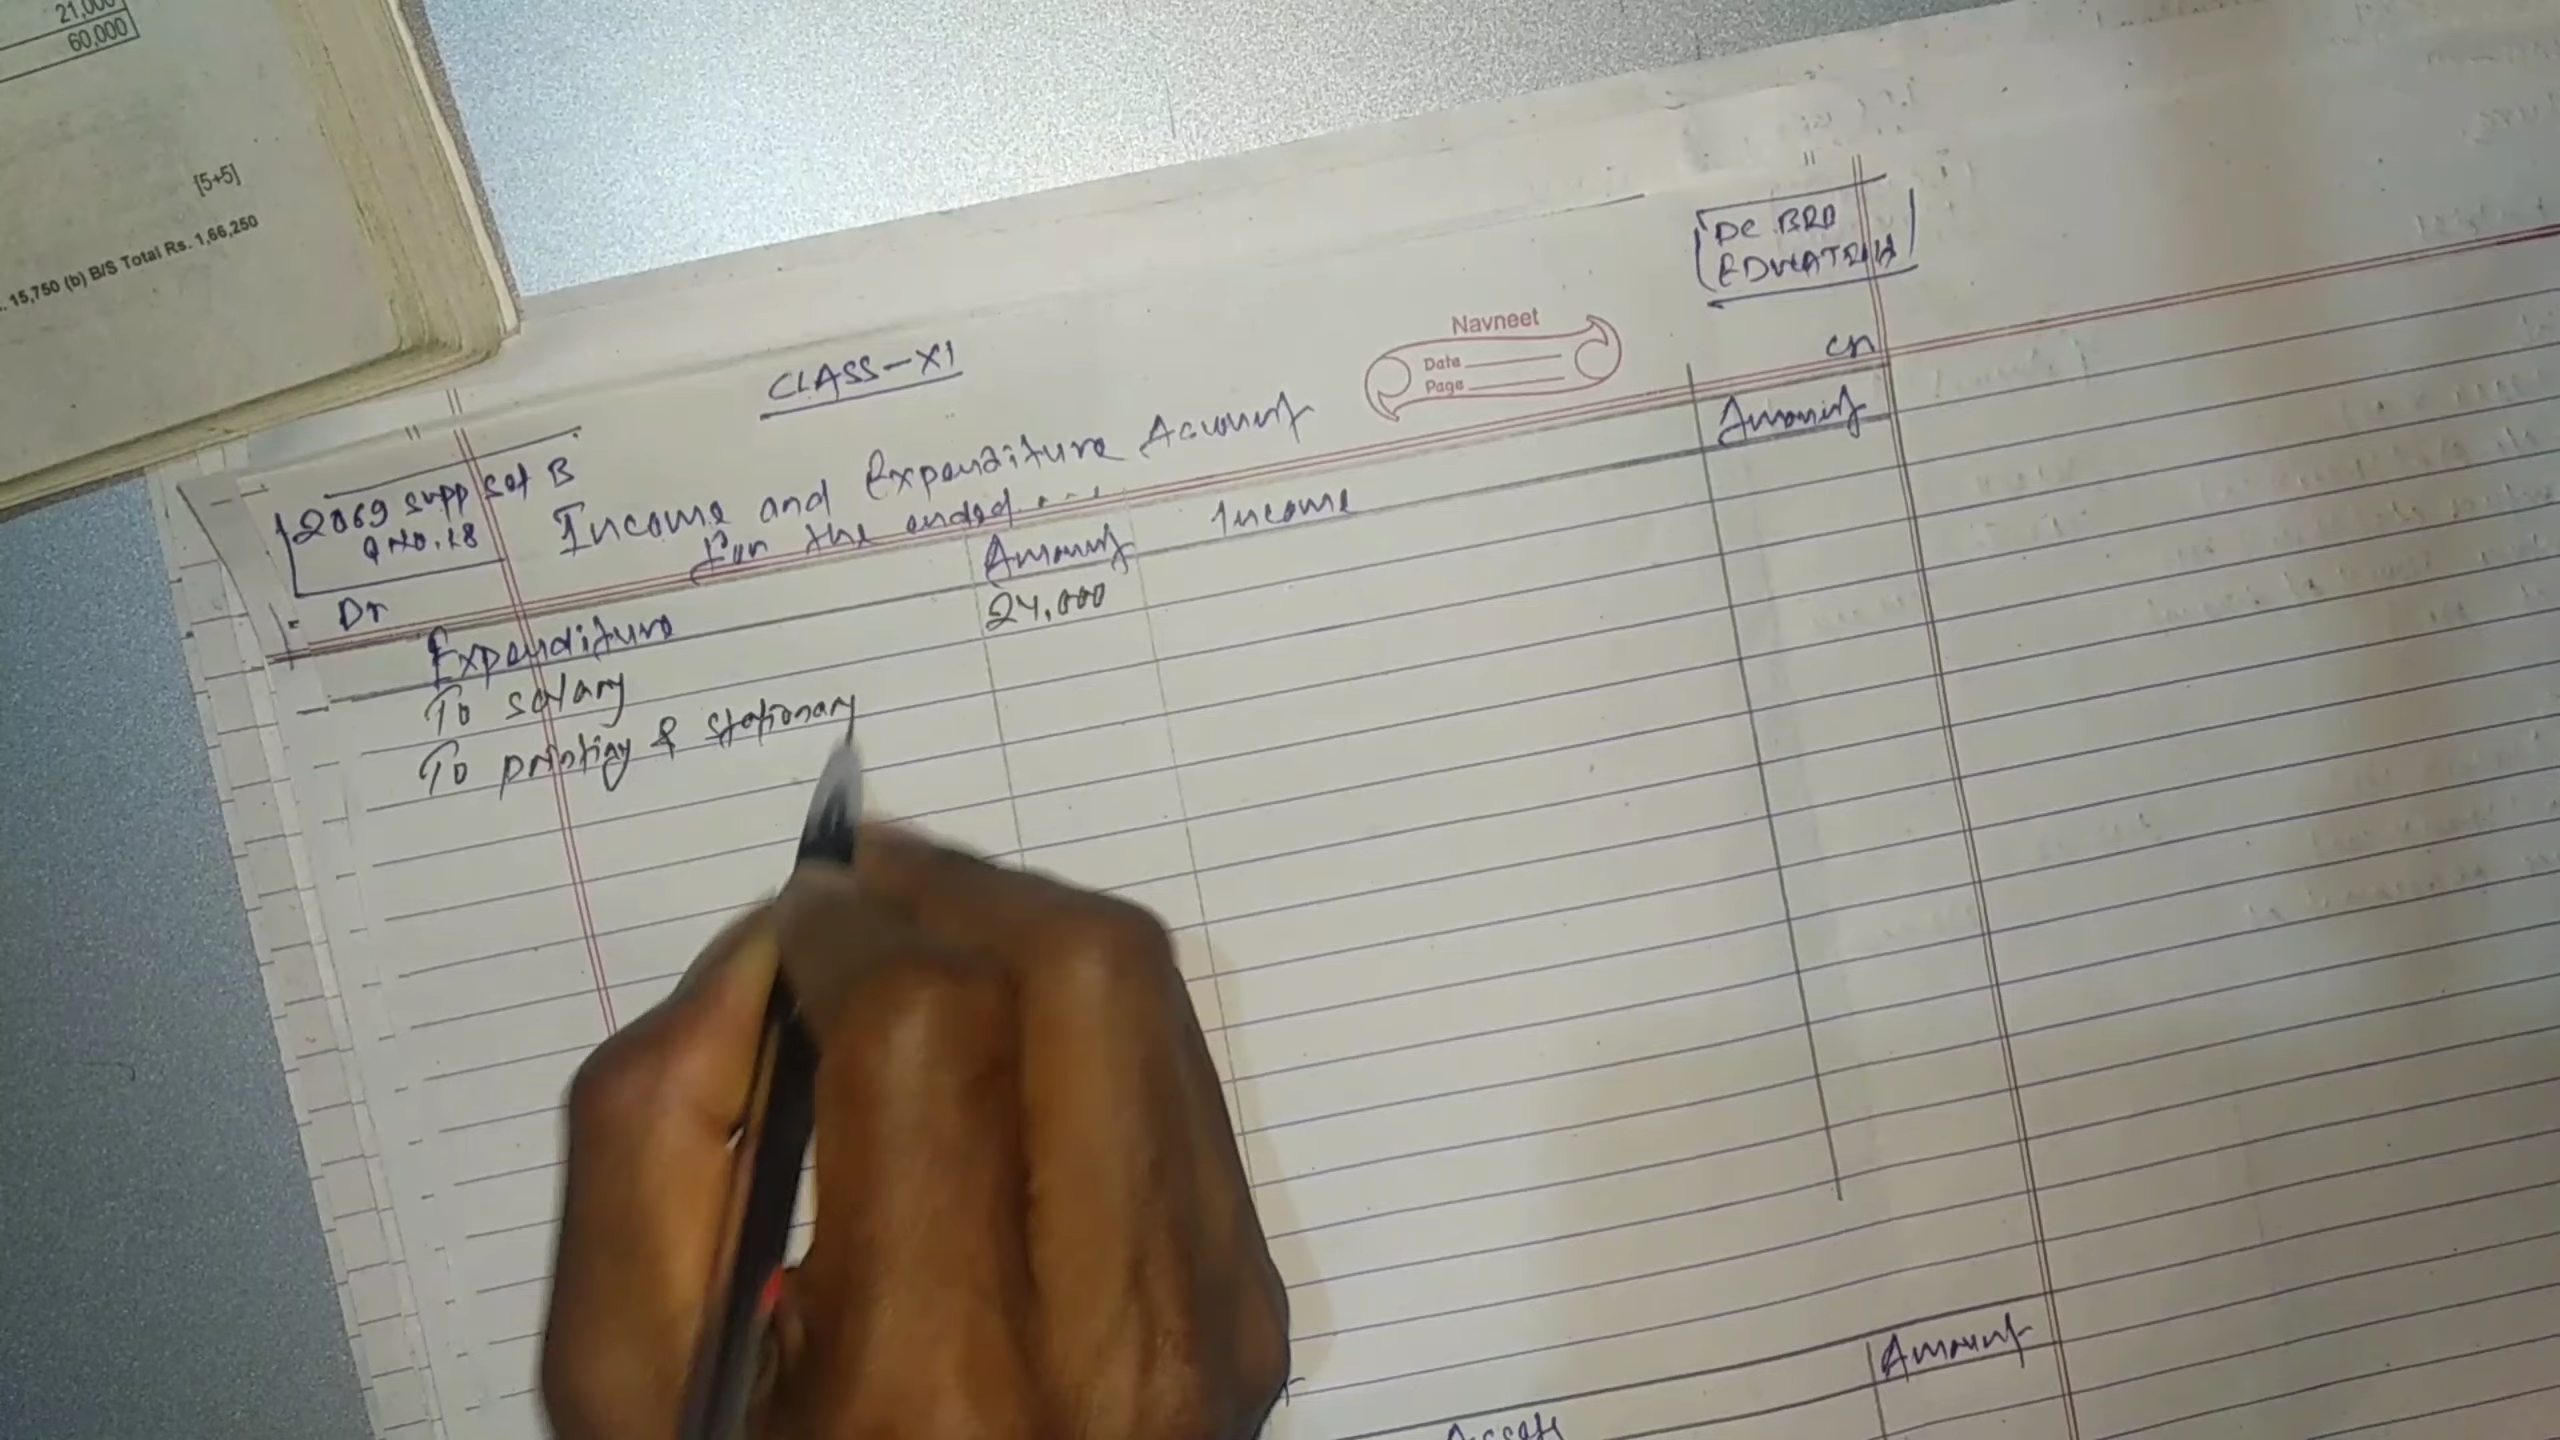 21,000
60,000
[5+5]
. 15,750 (b) B/S Total Rs. 1,66,250
CLASS-XI
DC BRO
EDUCATION
Navneet
Date
Page
2069 supp set B
Q NO. 18
Income and Expenditure Account
For the ended...
Dr
Cr
Expenditure Amount Income Amount
To salary 24,000
To printing & stationary
Assets Amount